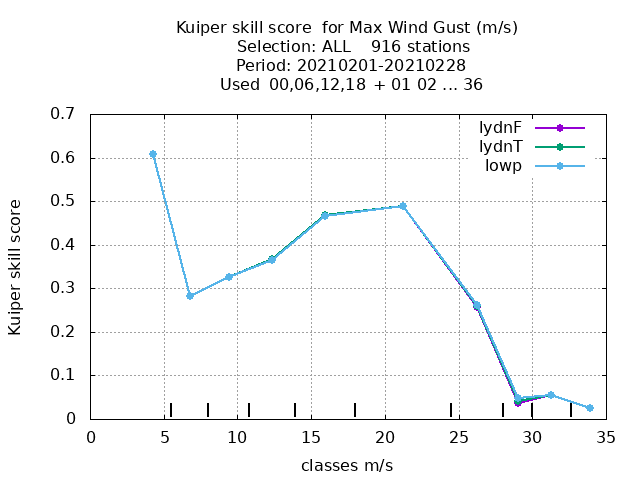 Kuiper skill score for Max Wind Gust (m/s)
Selection: ALL 916 stations
Period: 20210201-20210228
Used 00,06,12,18 + 01 02 ... 36
0.7
0.6
0.5
0.4
0.3
0.2
0.1
0
Kuiper skill score
lydnF
lydnT
lowp
0 5 10 15 20 25 30 35
classes m/s